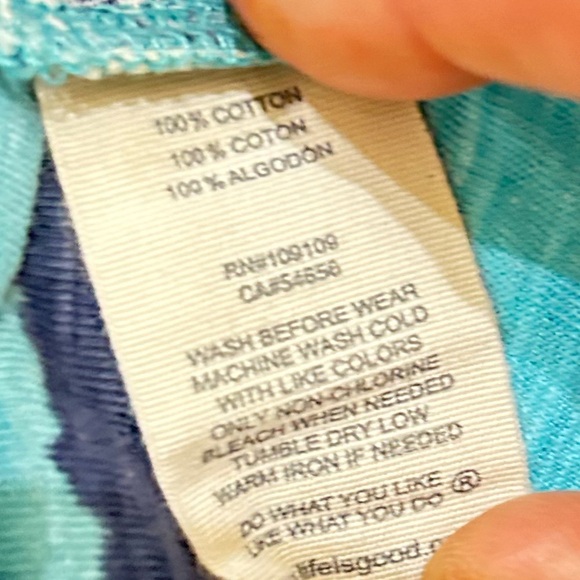 100% COTTON
100% COTON
100% ALGODÓN
RN#109109
CA#54656
WASH BEFORE WEAR
MACHINE WASH COLD
WITH LIKE COLORS
ONLY NON-CHLORINE
BLEACH WHEN NEEDED
TUMBLE DRY LOW
WARM IRON IF NEEDED
DO WHAT YOU LIKE
LIKE WHAT YOU DO ®
lifeisgood.c